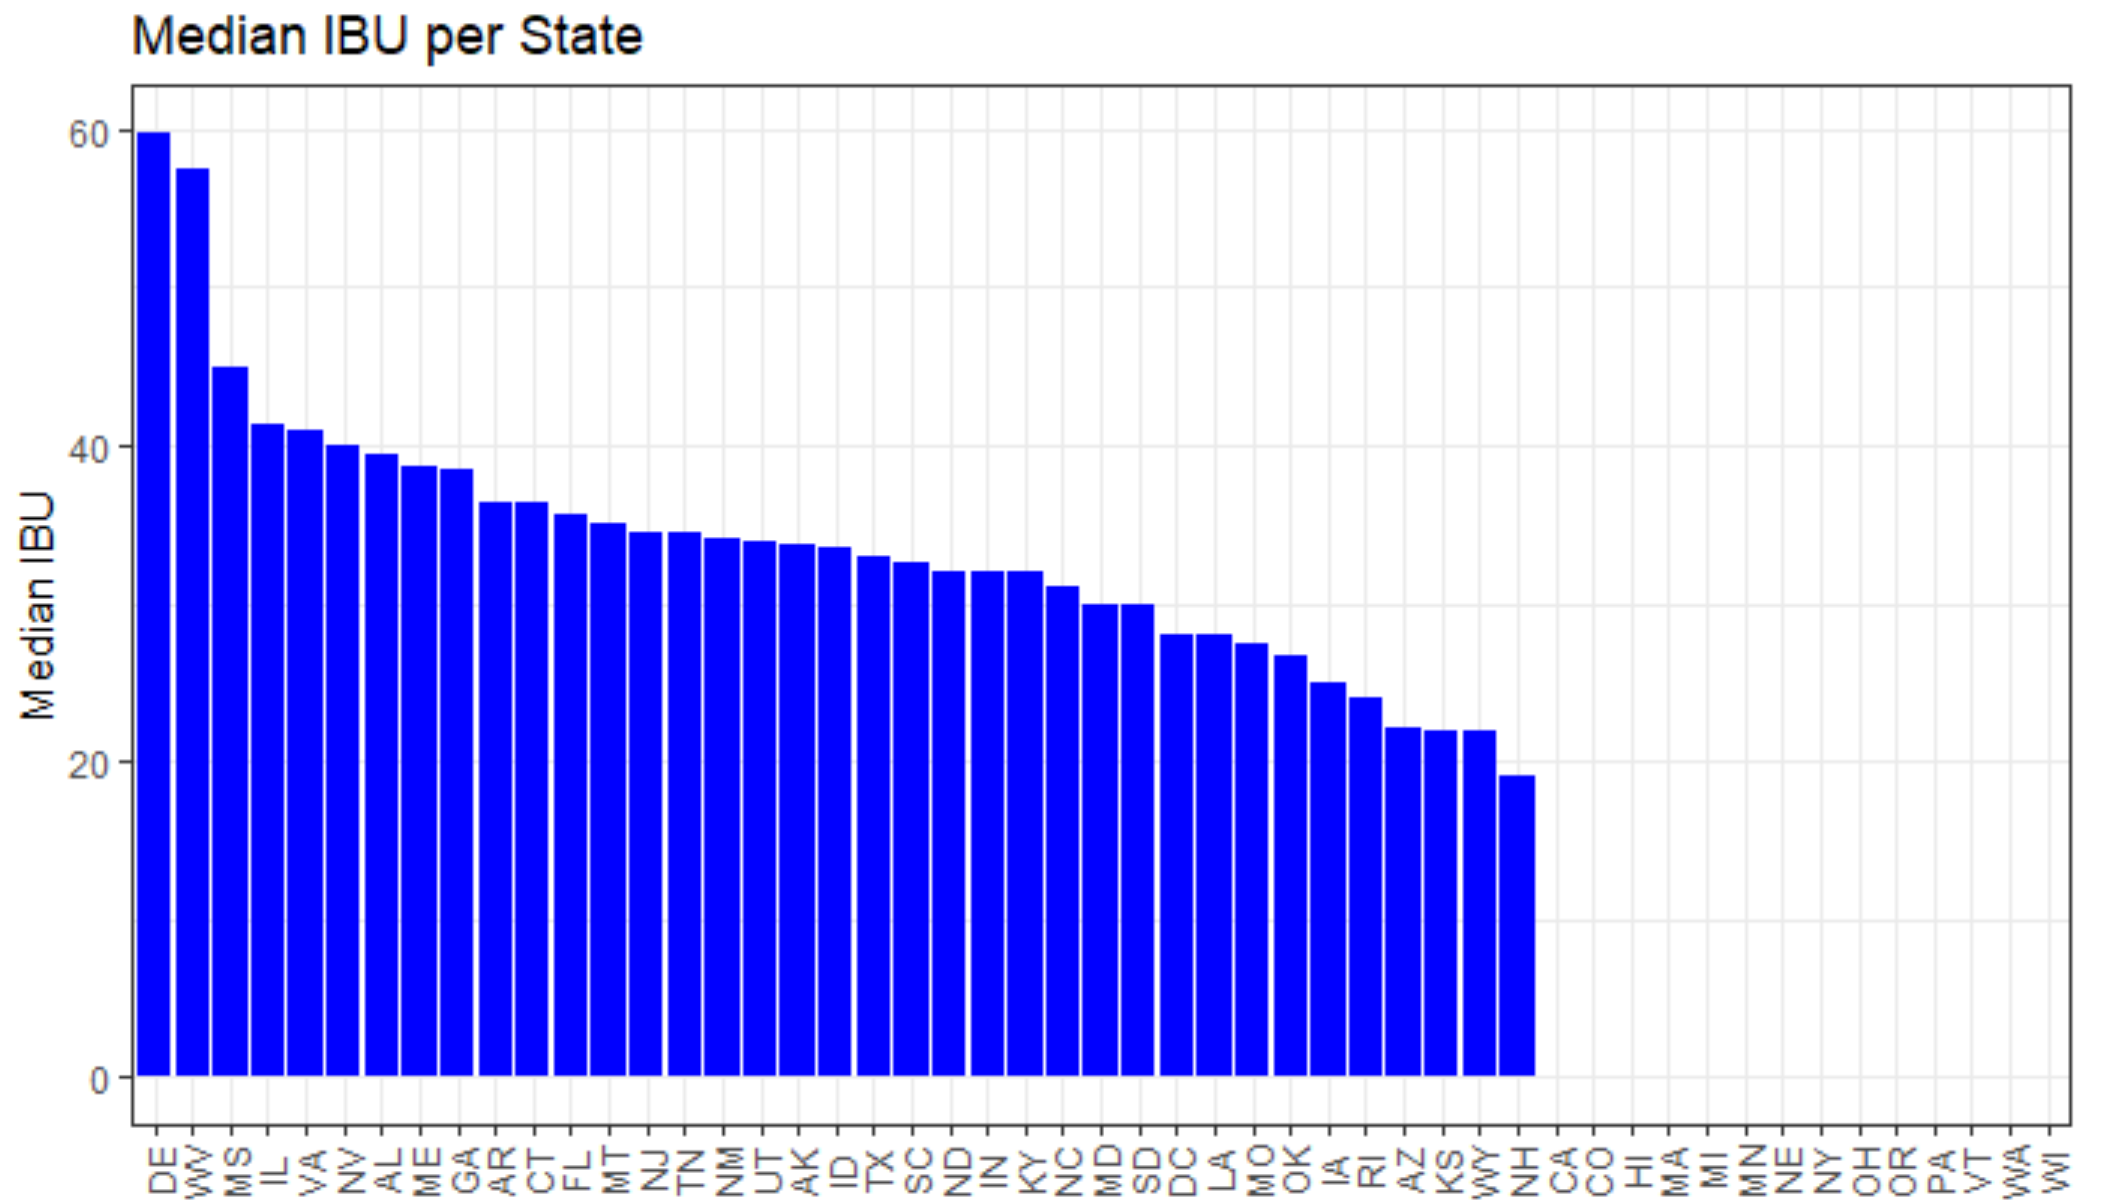 Median IBU per State
Median IBU
60
40
20
0
DE WV MS IL VA NV AL ME GA AR CT FL MT NJ TN NM UT AK ID TX SC ND IN KY NC MD SD DC LA MO OK IA RI AZ KS WY NH CA CO HI MA MI MN NE NY OH OR PA VT WA WI